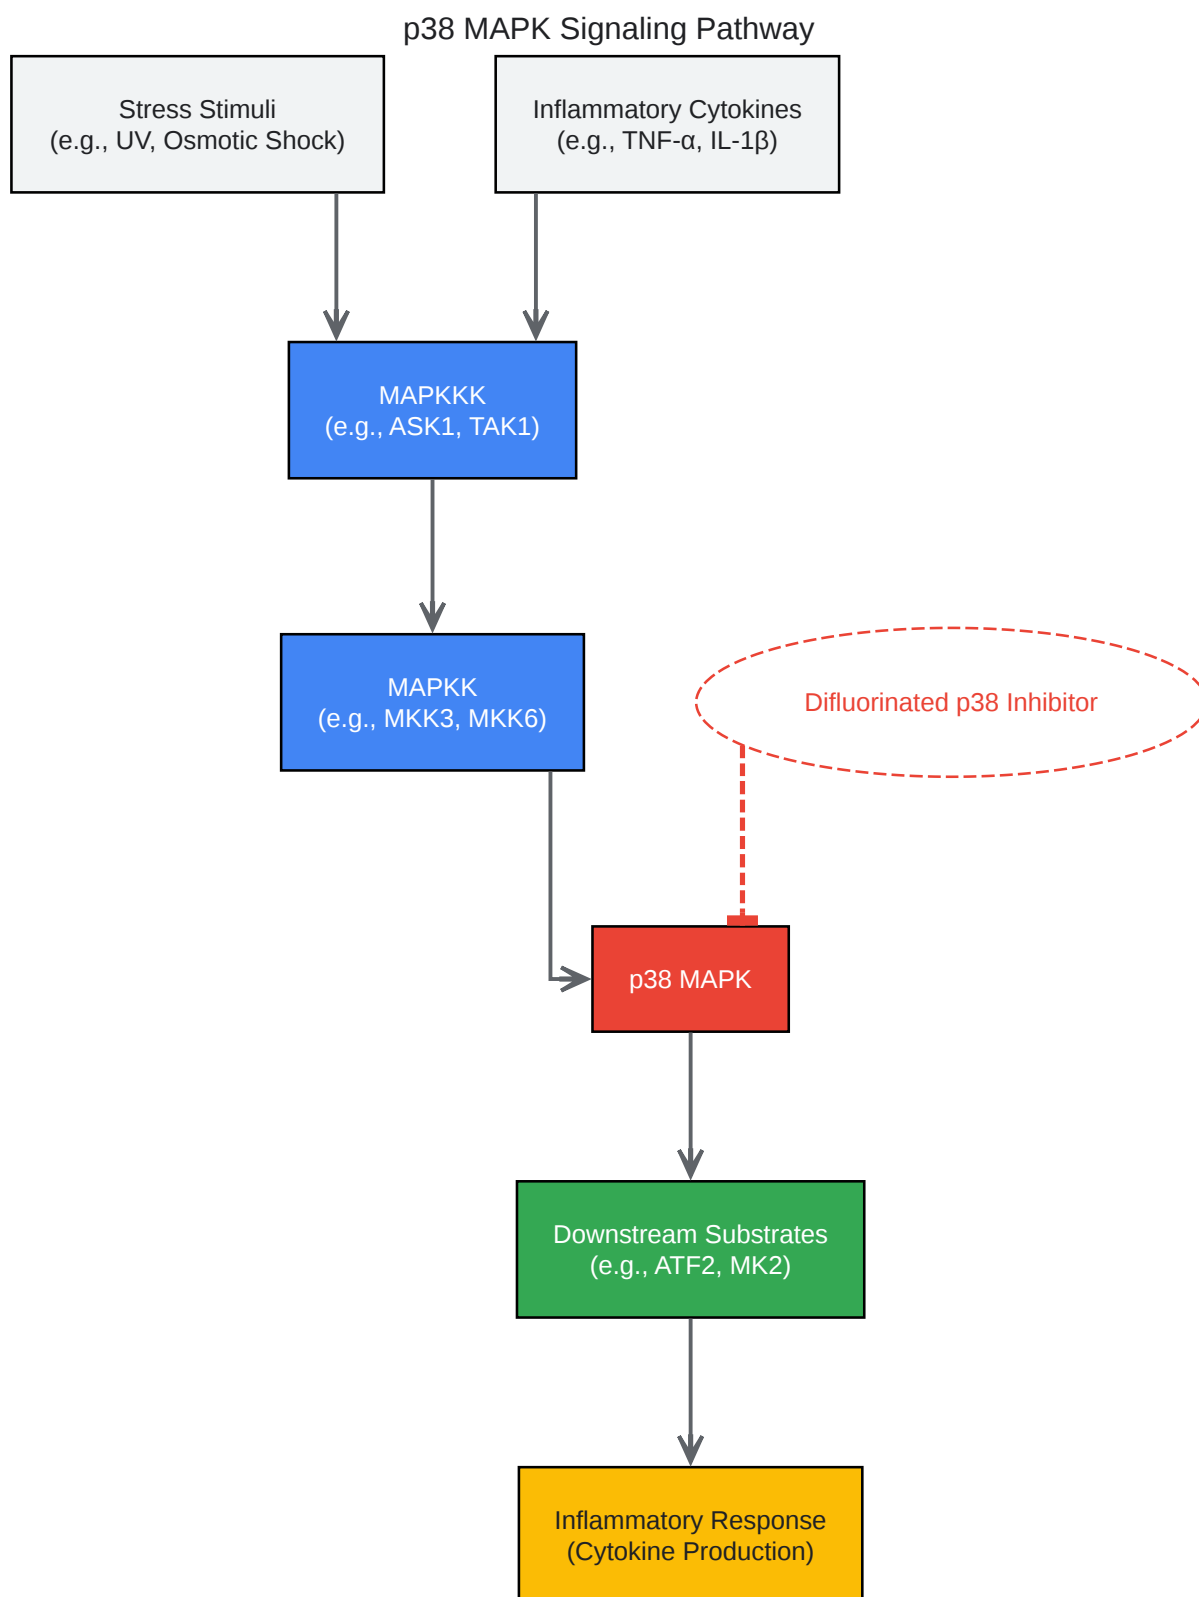 p38 MAPK Signaling Pathway
Stress Stimuli
(e.g., UV, Osmotic Shock)
Inflammatory Cytokines
(e.g., TNF-α, IL-1β)
MAPKKK
(e.g., ASK1, TAK1)
MAPKK
(e.g., MKK3, MKK6)
Difluorinated p38 Inhibitor
p38 MAPK
Downstream Substrates
(e.g., ATF2, MK2)
Inflammatory Response
(Cytokine Production)